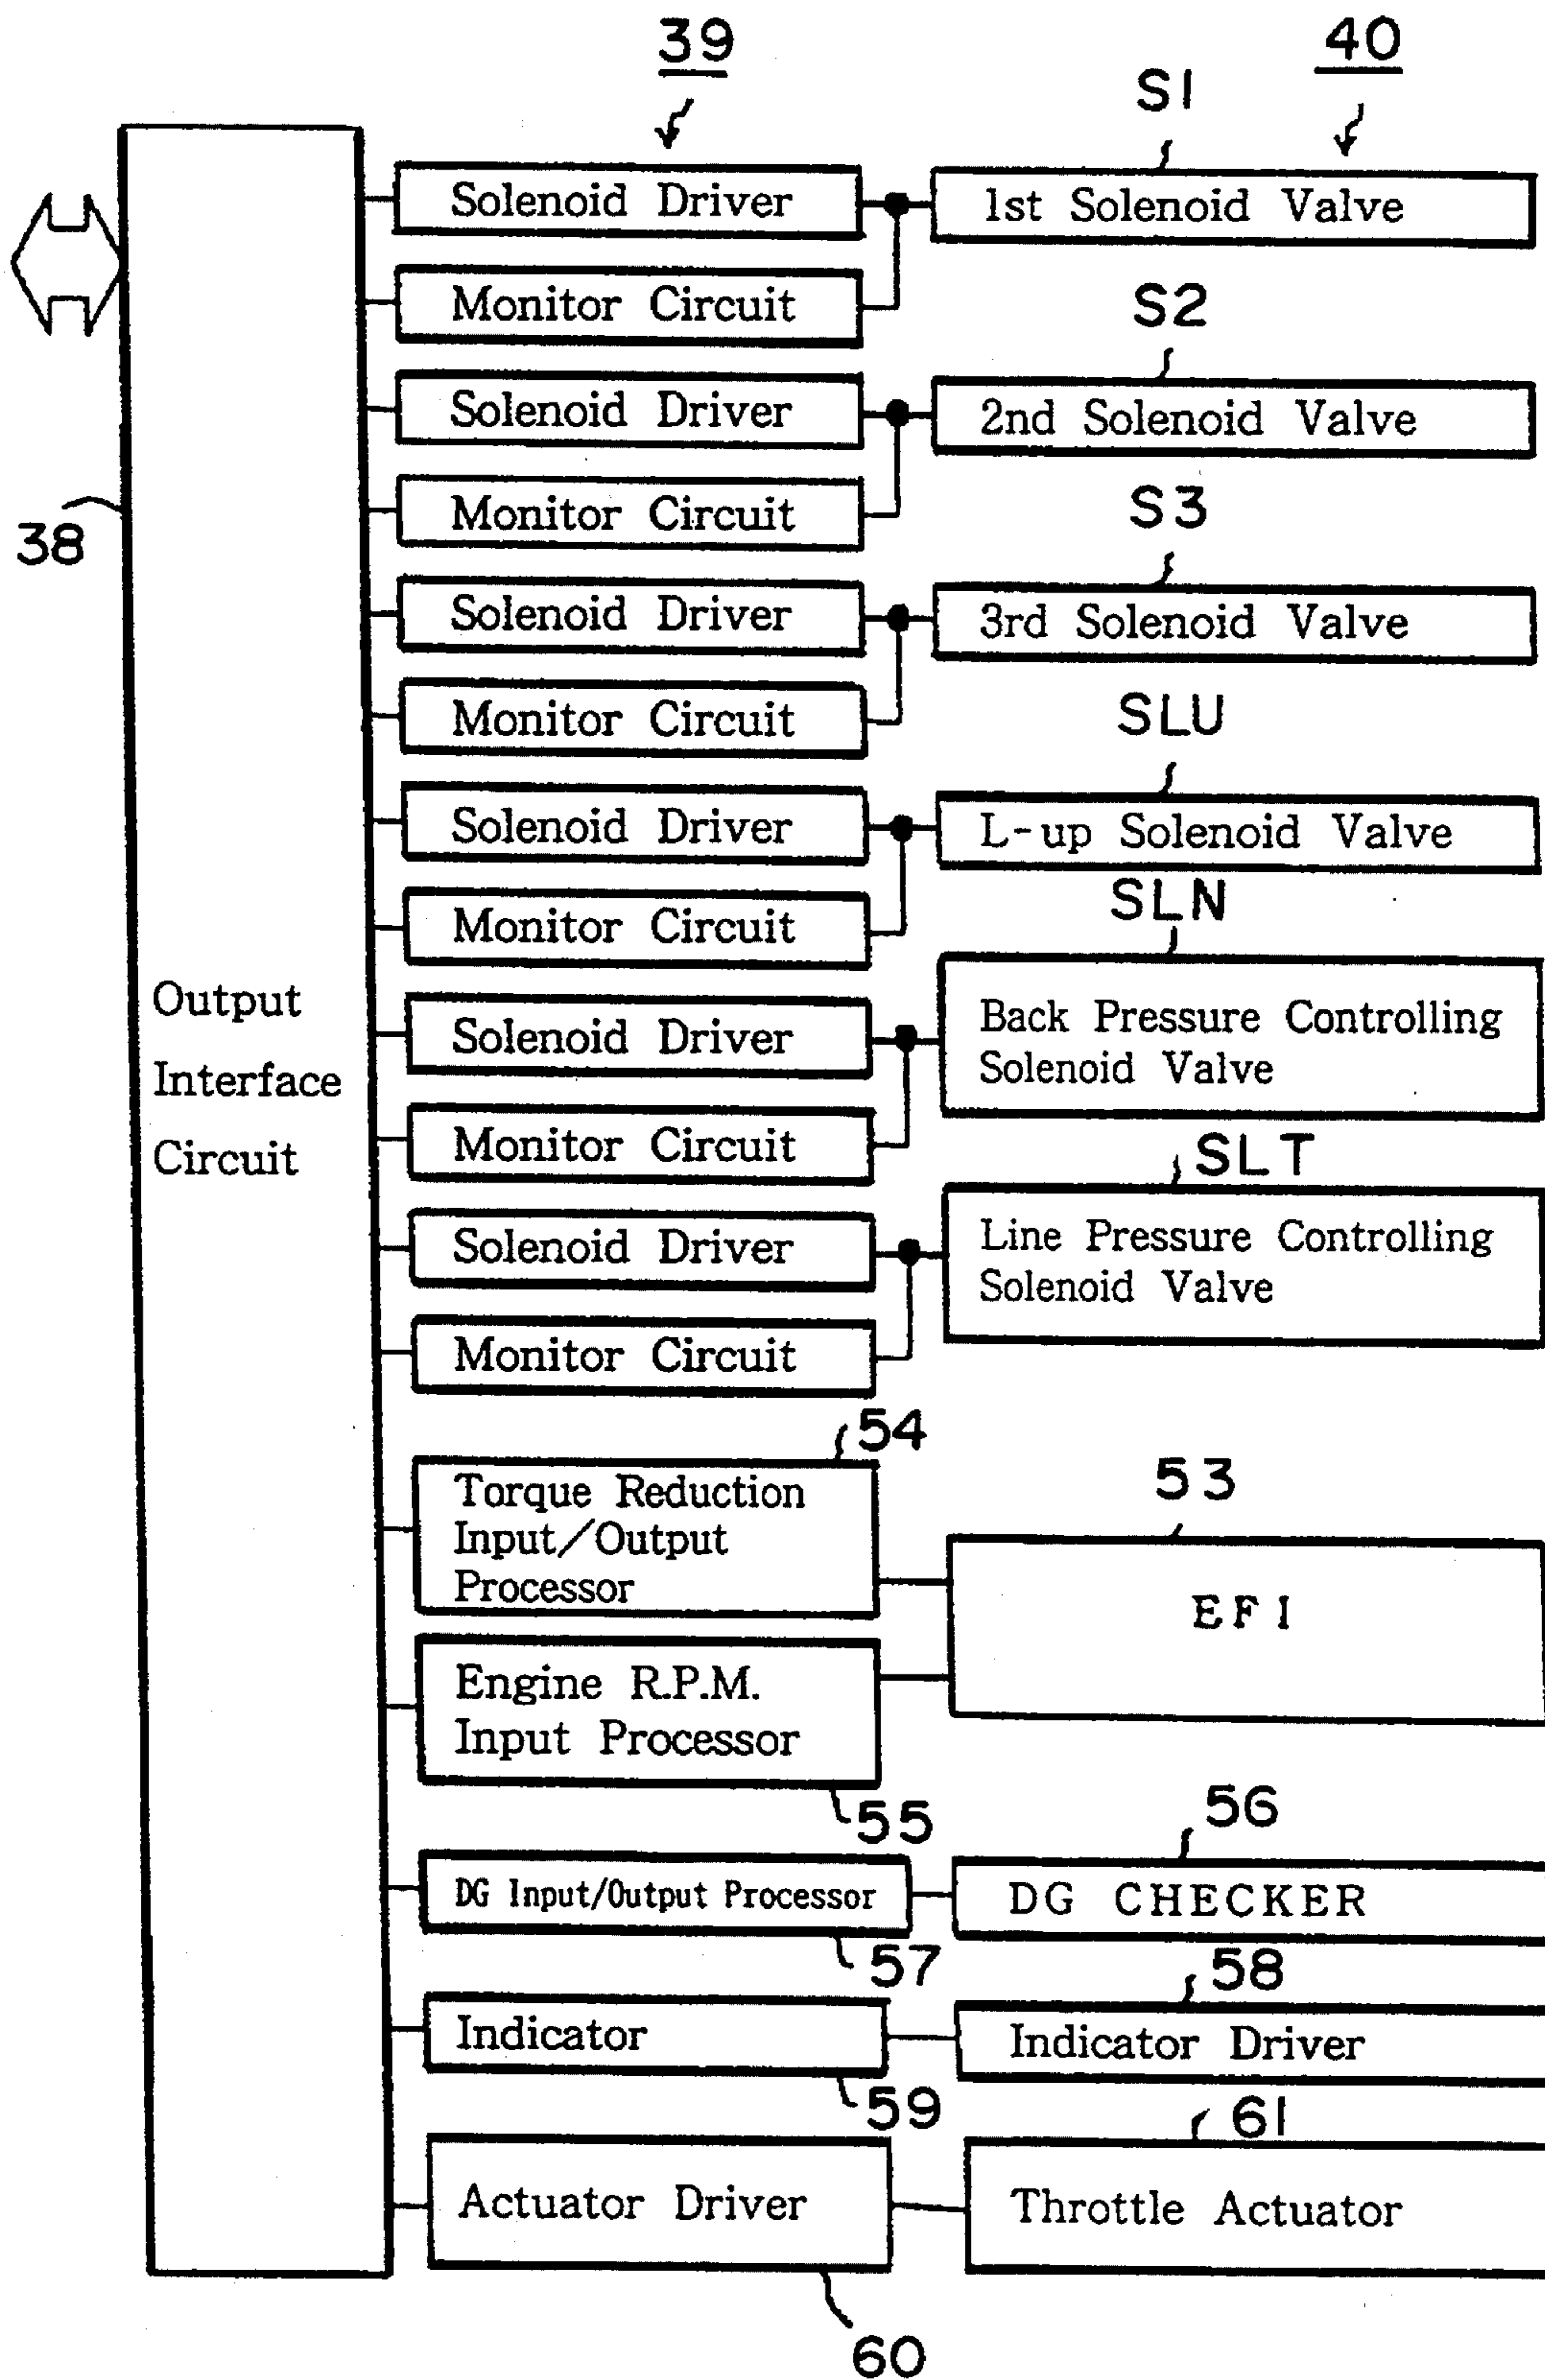 39
40
S1
Solenoid Driver
1st Solenoid Valve
Monitor Circuit
S2
Solenoid Driver
2nd Solenoid Valve
Monitor Circuit
38
S3
Solenoid Driver
3rd Solenoid Valve
Monitor Circuit
SLU
Solenoid Driver
L-up Solenoid Valve
Monitor Circuit
SLN
Output
Interface
Circuit
Solenoid Driver
Back Pressure Controlling
Solenoid Valve
Monitor Circuit
SLT
Solenoid Driver
Line Pressure Controlling
Solenoid Valve
Monitor Circuit
54
Torque Reduction
Input/Output
Processor
53
EFI
Engine R.P.M.
Input Processor
55
56
DG Input/Output Processor
DG CHECKER
57
58
Indicator
Indicator Driver
59
61
Actuator Driver
Throttle Actuator
60